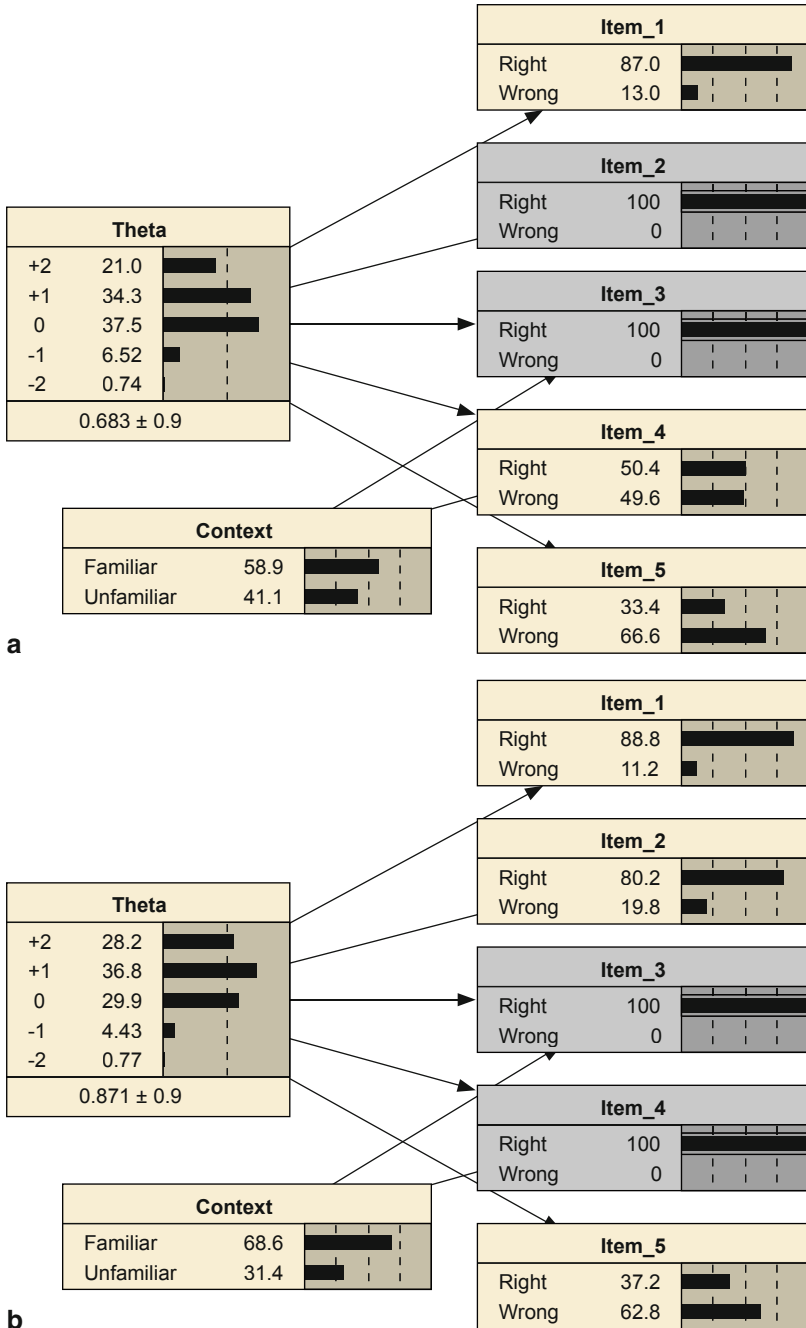 Item_1
Right 87.0
Wrong 13.0
Item_2
Right 100
Wrong 0
Theta
+2 21.0
+1 34.3
0 37.5
-1 6.52
-2 0.74
0.683 ± 0.9
Item_3
Right 100
Wrong 0
Item_4
Right 50.4
Wrong 49.6
Context
Familiar 58.9
Unfamiliar 41.1
Item_5
Right 33.4
Wrong 66.6
a
Item_1
Right 88.8
Wrong 11.2
Item_2
Right 80.2
Wrong 19.8
Theta
+2 28.2
+1 36.8
0 29.9
-1 4.43
-2 0.77
0.871 ± 0.9
Item_3
Right 100
Wrong 0
Item_4
Right 100
Wrong 0
Context
Familiar 68.6
Unfamiliar 31.4
Item_5
Right 37.2
Wrong 62.8
b